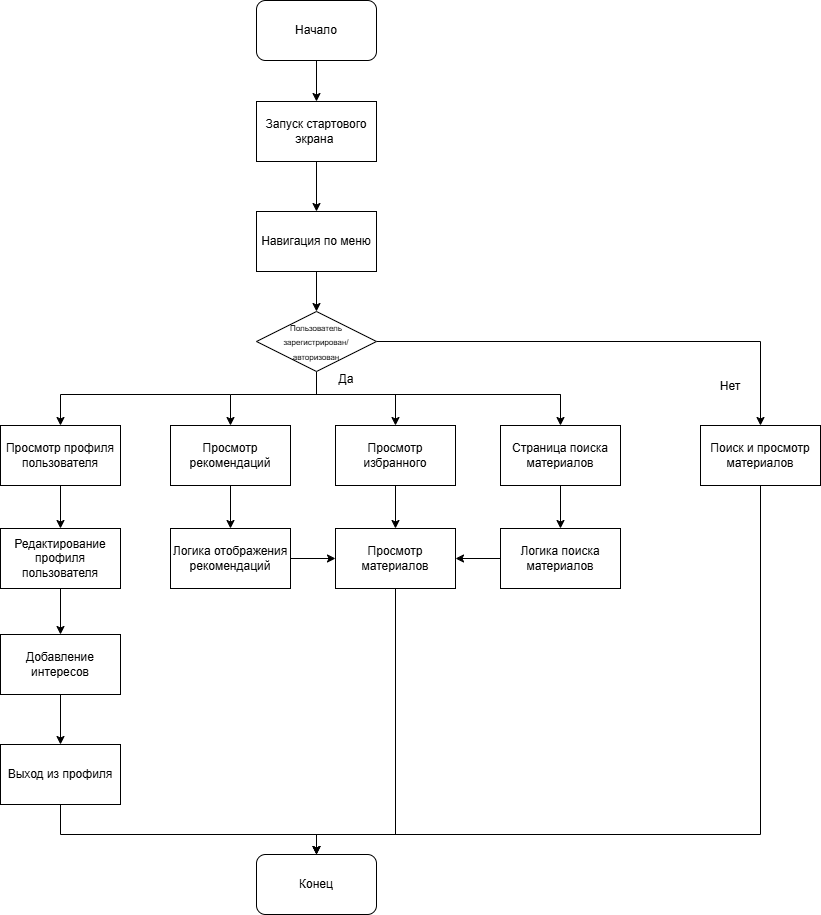 Начало
Запуск стартового
экрана
Навигация по меню
Пользователь
зарегистрирован/
авторизован
Да
Нет
Просмотр профиля
пользователя
Просмотр
рекомендаций
Просмотр
избранного
Страница поиска
материалов
Поиск и просмотр
материалов
Редактирование
профиля
пользователя
Логика отображения
рекомендаций
Просмотр
материалов
Логика поиска
материалов
Добавление
интересов
Выход из профиля
Конец